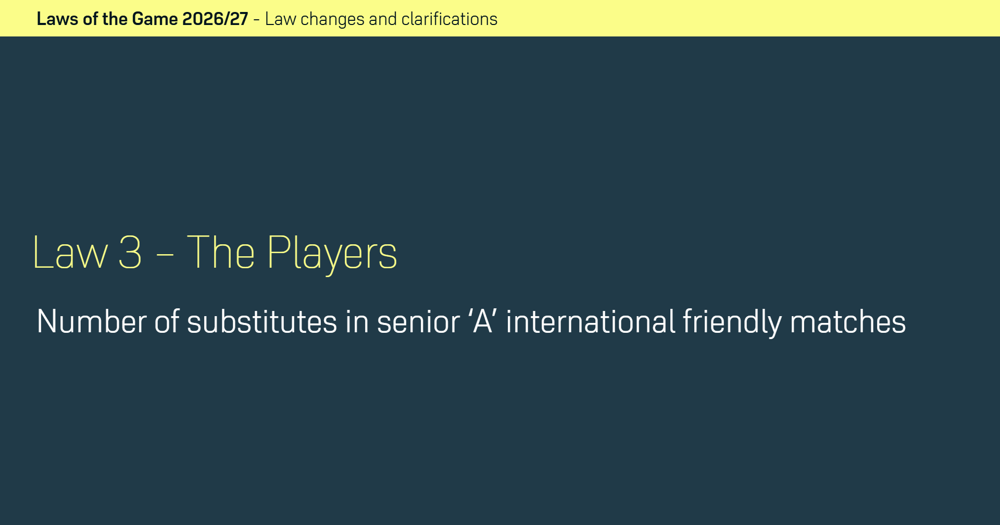 Laws of the Game 2026/27 - Law changes and clarifications
Law 3 – The Players
Number of substitutes in senior ‘A’ international friendly matches